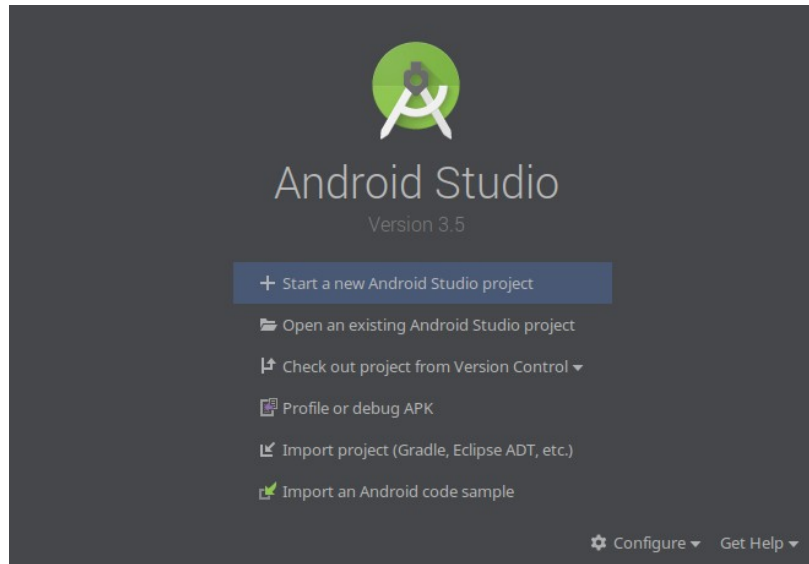 Android Studio
Version 3.5
Start a new Android Studio project
Open an existing Android Studio project
Check out project from Version Control
Profile or debug APK
Import project (Gradle, Eclipse ADT, etc.)
Import an Android code sample
Configure Get Help